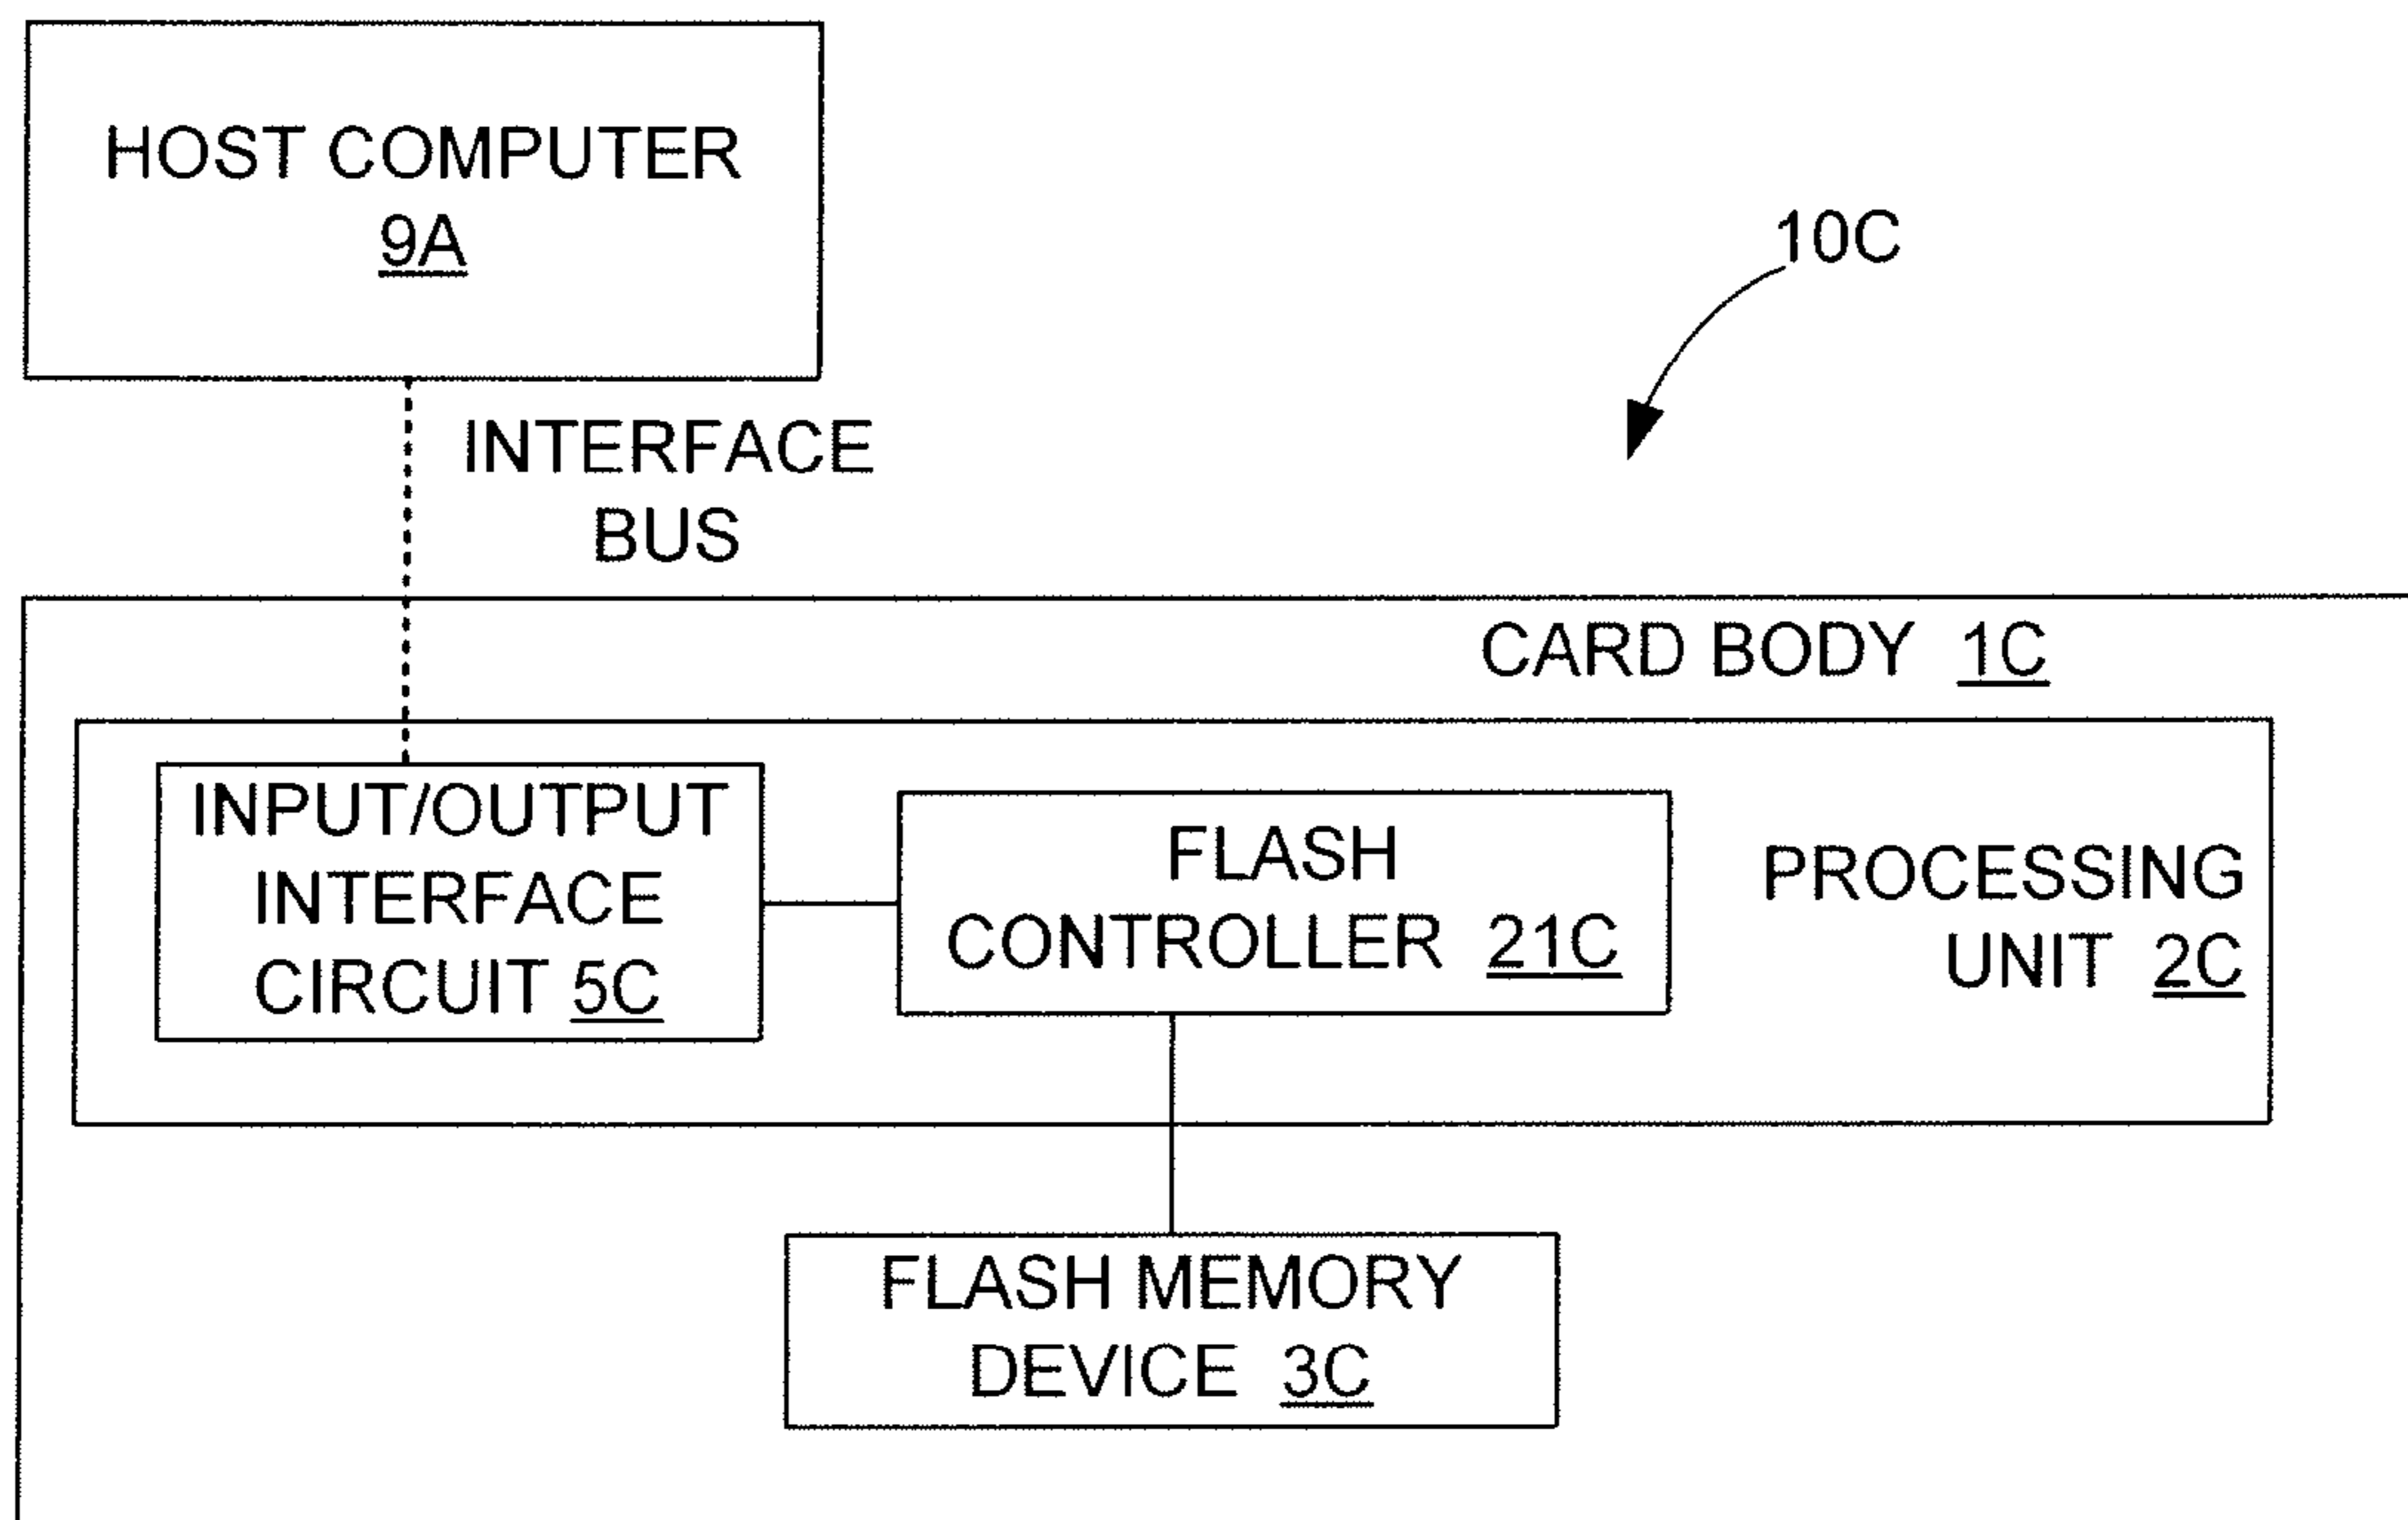 HOST COMPUTER
9A
10C
INTERFACE
BUS
CARD BODY 1C
INPUT/OUTPUT
INTERFACE
CIRCUIT 5C
FLASH
CONTROLLER 21C
PROCESSING
UNIT 2C
FLASH MEMORY
DEVICE 3C